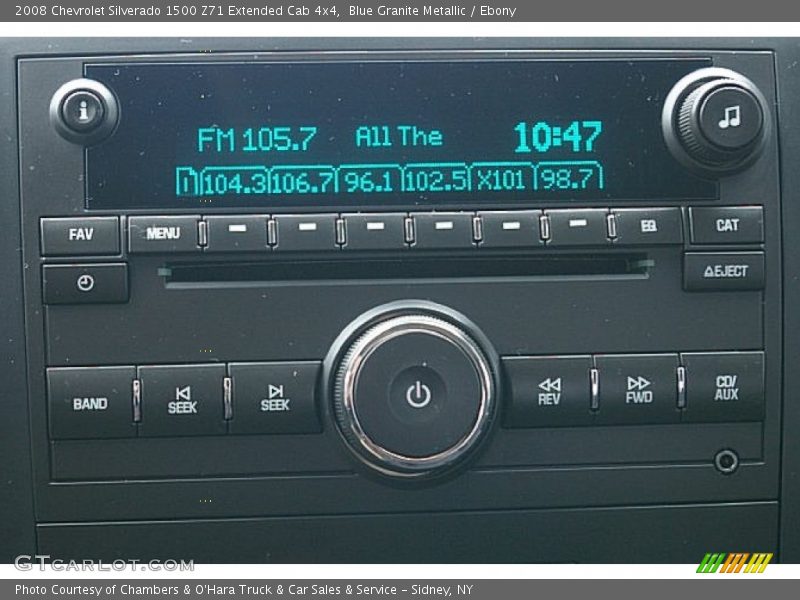 2008 Chevrolet Silverado 1500 Z71 Extended Cab 4x4, Blue Granite Metallic / Ebony
FM 105.7 All The 10:47
1 104.3 106.7 96.1 102.5 X101 98.7
FAV MENU EQ CAT
EJECT
BAND SEEK SEEK REV FWD CD/
AUX
GTCARLOT.COM
Photo Courtesy of Chambers & O'Hara Truck & Car Sales & Service - Sidney, NY